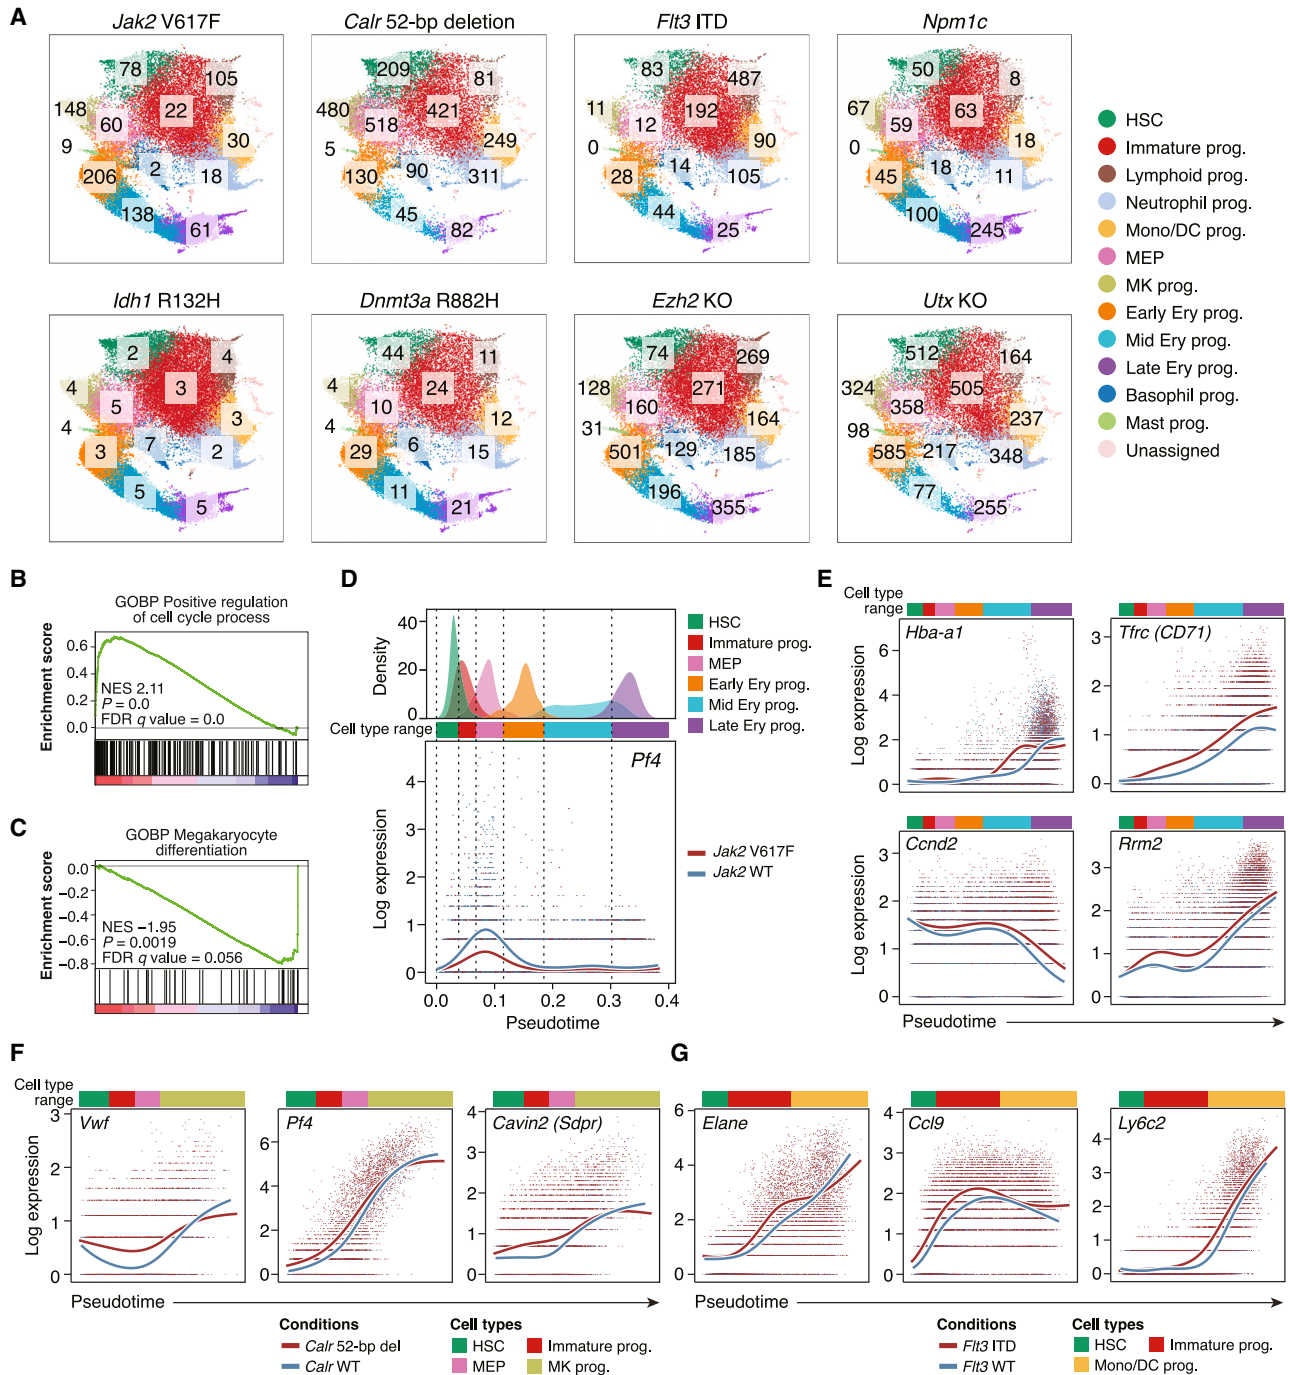 A
Jak2 V617F
Calr 52-bp deletion
Flt3 ITD
Npm1c
78
105
148
22
60
30
9
2
206
18
138
61
209
81
480
421
518
249
5
90
130
311
45
82
83
487
11
192
12
90
0
14
28
105
44
25
50
8
67
63
59
18
0
18
45
11
100
245
HSC
Immature prog.
Lymphoid prog.
Neutrophil prog.
Mono/DC prog.
MEP
MK prog.
Early Ery prog.
Mid Ery prog.
Late Ery prog.
Basophil prog.
Mast prog.
Unassigned
Idh1 R132H
Dnmt3a R882H
Ezh2 KO
Utx KO
2
4
4
3
5
3
4
7
3
2
5
5
44
11
4
24
10
12
4
6
29
15
11
21
74
269
128
271
160
164
31
129
501
185
196
355
512
164
324
505
358
237
98
217
585
348
77
255
B
GOBP Positive regulation
of cell cycle process
Enrichment score
0.6
0.4
0.2
0.0
NES 2.11
P = 0.0
FDR q value = 0.0
C
GOBP Megakaryocyte
differentiation
Enrichment score
0.0
−0.2
−0.4
−0.6
−0.8
NES −1.95
P = 0.0019
FDR q value = 0.056
D
Density
40
20
0
HSC
Immature prog.
MEP
Early Ery prog.
Mid Ery prog.
Late Ery prog.
Cell type range
Pf4
Log expression
4
3
2
1
0
0.0
0.1
0.2
0.3
0.4
Pseudotime
Jak2 V617F
Jak2 WT
E
Cell type
range
Hba-a1
Log expression
6
4
2
0
Tfrc (CD71)
3
2
1
0
Ccnd2
Log expression
3
2
1
0
Rrm2
3
2
1
0
Pseudotime
F
Cell type
range
Vwf
Log expression
3
2
1
0
Pf4
6
4
2
0
Cavin2 (Sdpr)
4
3
2
1
0
Pseudotime
Conditions
Calr 52-bp del
Calr WT
Cell types
HSC
Immature prog.
MEP
MK prog.
G
Elane
6
4
2
0
Ccl9
4
3
2
1
0
Ly6c2
4
3
2
1
0
Pseudotime
Conditions
Flt3 ITD
Flt3 WT
Cell types
HSC
Immature prog.
Mono/DC prog.